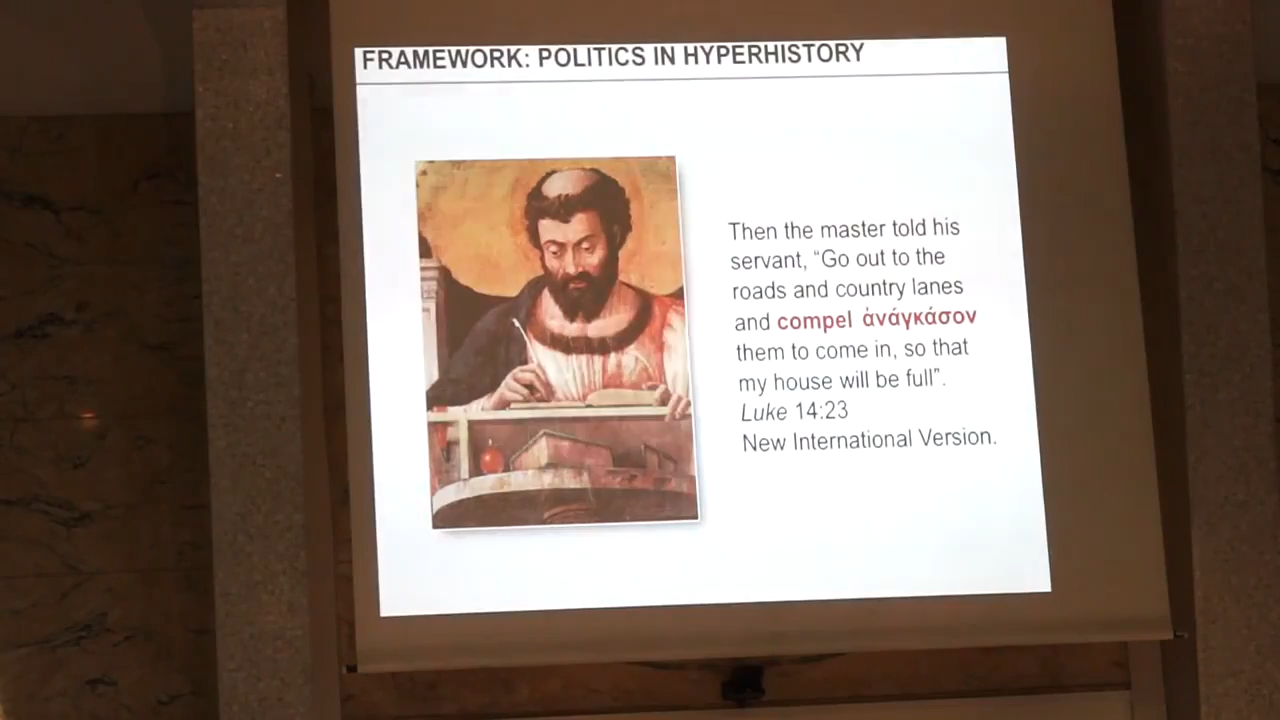 FRAMEWORK: POLITICS IN HYPERHISTORY
Then the master told his
servant, “Go out to the
roads and country lanes
and compel ἀνάγκάσον
them to come in, so that
my house will be full”.
Luke 14:23
New International Version.